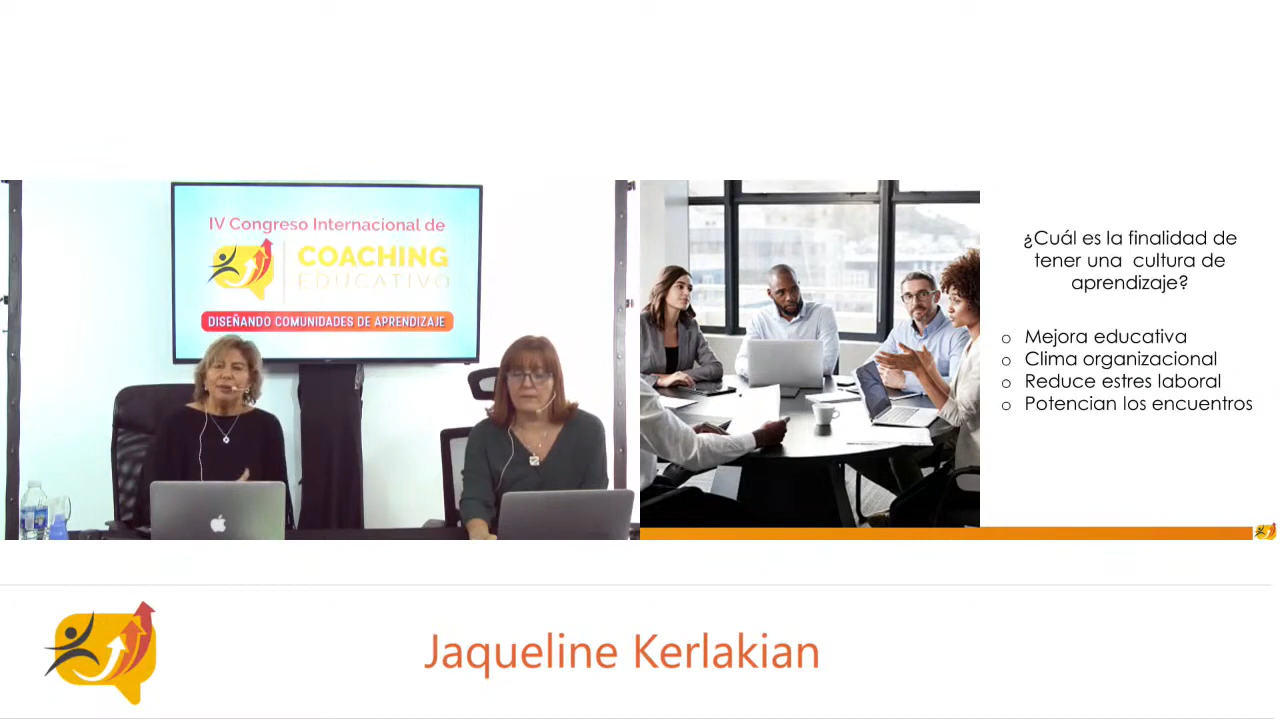 IV Congreso Internacional de
COACHING
EDUCATIVO
DISEÑANDO COMUNIDADES DE APRENDIZAJE
¿Cuál es la finalidad de
tener una cultura de
aprendizaje?
o Mejora educativa
o Clima organizacional
o Reduce estres laboral
o Potencian los encuentros
Jaqueline Kerlakian